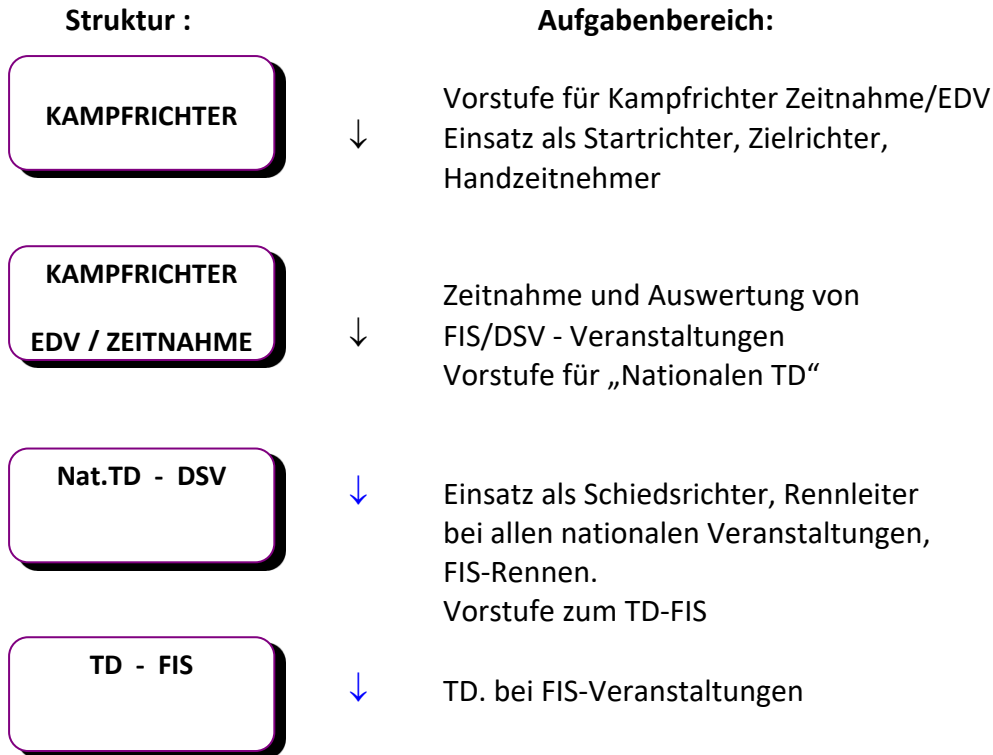 Struktur : Aufgabenbereich:
KAMPFRICHTER
↓
Vorstufe für Kampfrichter Zeitnahme/EDV
Einsatz als Startrichter, Zielrichter,
Handzeitnehmer
KAMPFRICHTER
EDV / ZEITNAHME
↓
Zeitnahme und Auswertung von
FIS/DSV - Veranstaltungen
Vorstufe für „Nationalen TD“
Nat.TD - DSV
↓
Einsatz als Schiedsrichter, Rennleiter
bei allen nationalen Veranstaltungen,
FIS-Rennen.
Vorstufe zum TD-FIS
TD - FIS
↓
TD. bei FIS-Veranstaltungen